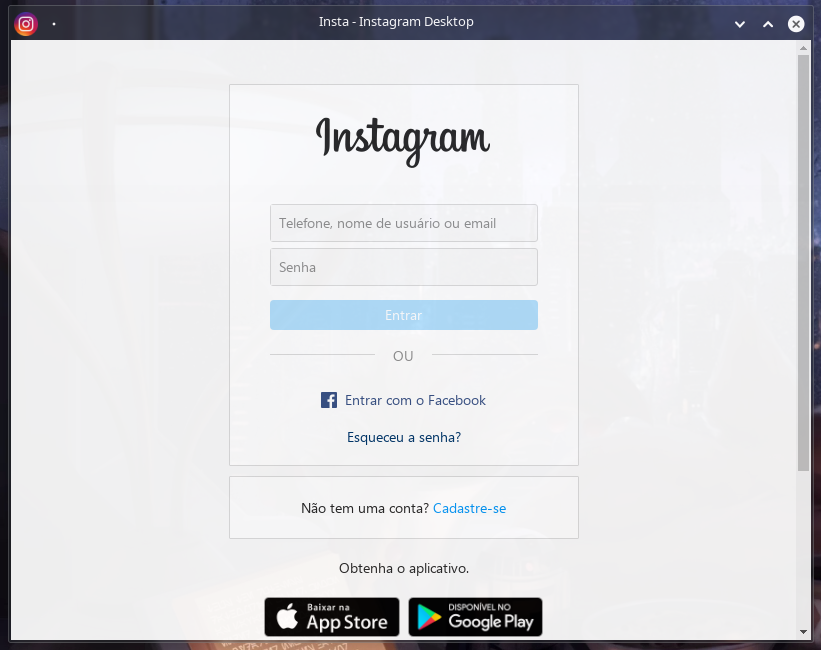 Insta - Instagram Desktop
Instagram
Telefone, nome de usuário ou email
Senha
Entrar
OU
Entrar com o Facebook
Esqueceu a senha?
Não tem uma conta? Cadastre-se
Obtenha o aplicativo.
Baixar na
App Store
DISPONÍVEL NO
Google Play